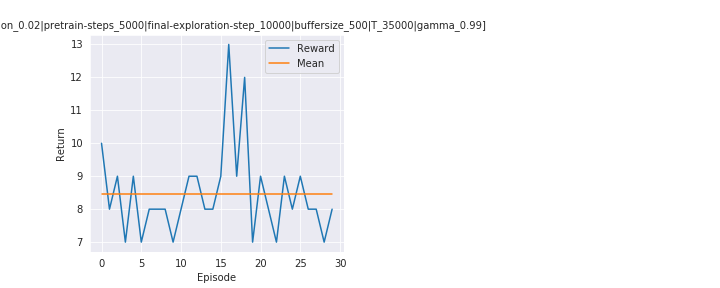 on_0.02|pretrain-steps_5000|final-exploration-step_10000|buffersize_500|T_35000|gamma_0.99]
13
12
11
10
9
8
7
Return
Reward
Mean
0 5 10 15 20 25 30
Episode